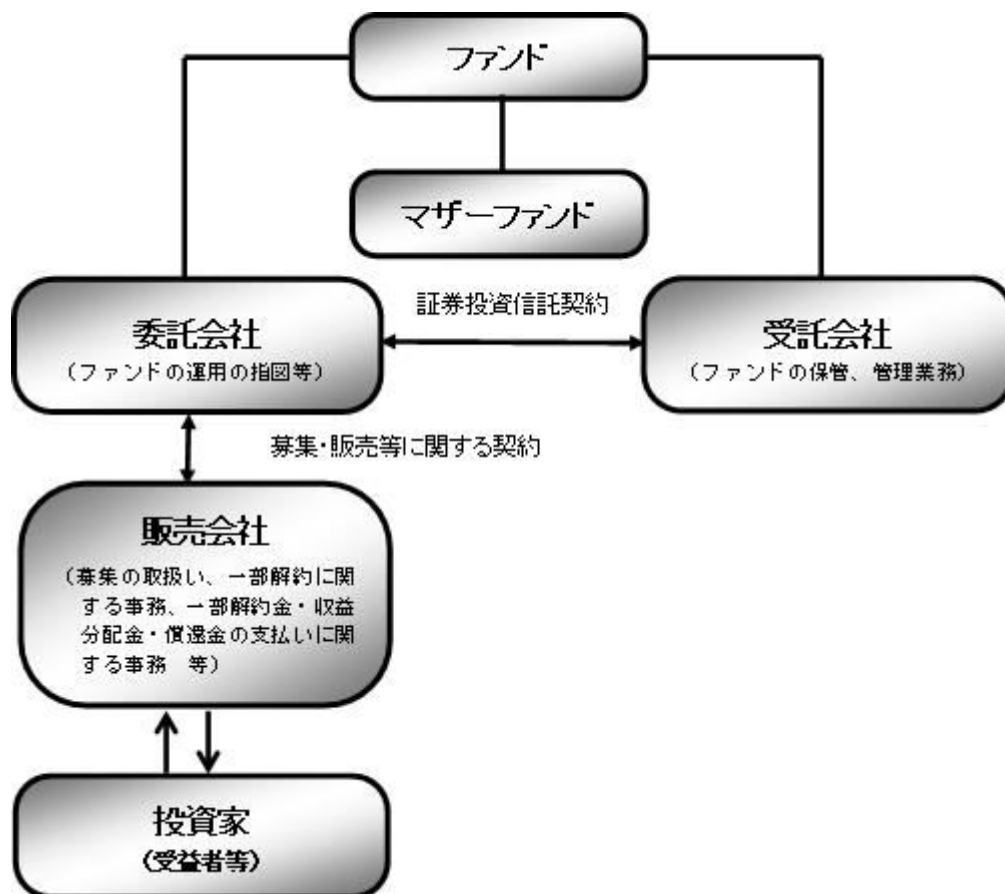 ファンド
マザーファンド
証券投資信託契約
委託会社
(ファンドの運用の指図等)
受託会社
(ファンドの保管、管理業務)
募集・販売等に関する契約
販売会社
(募集の取扱い、一部解約に関
する事務、一部解約金・収益
分配金・償還金の支払いに関
する事務 等)
投資家
(受益者等)